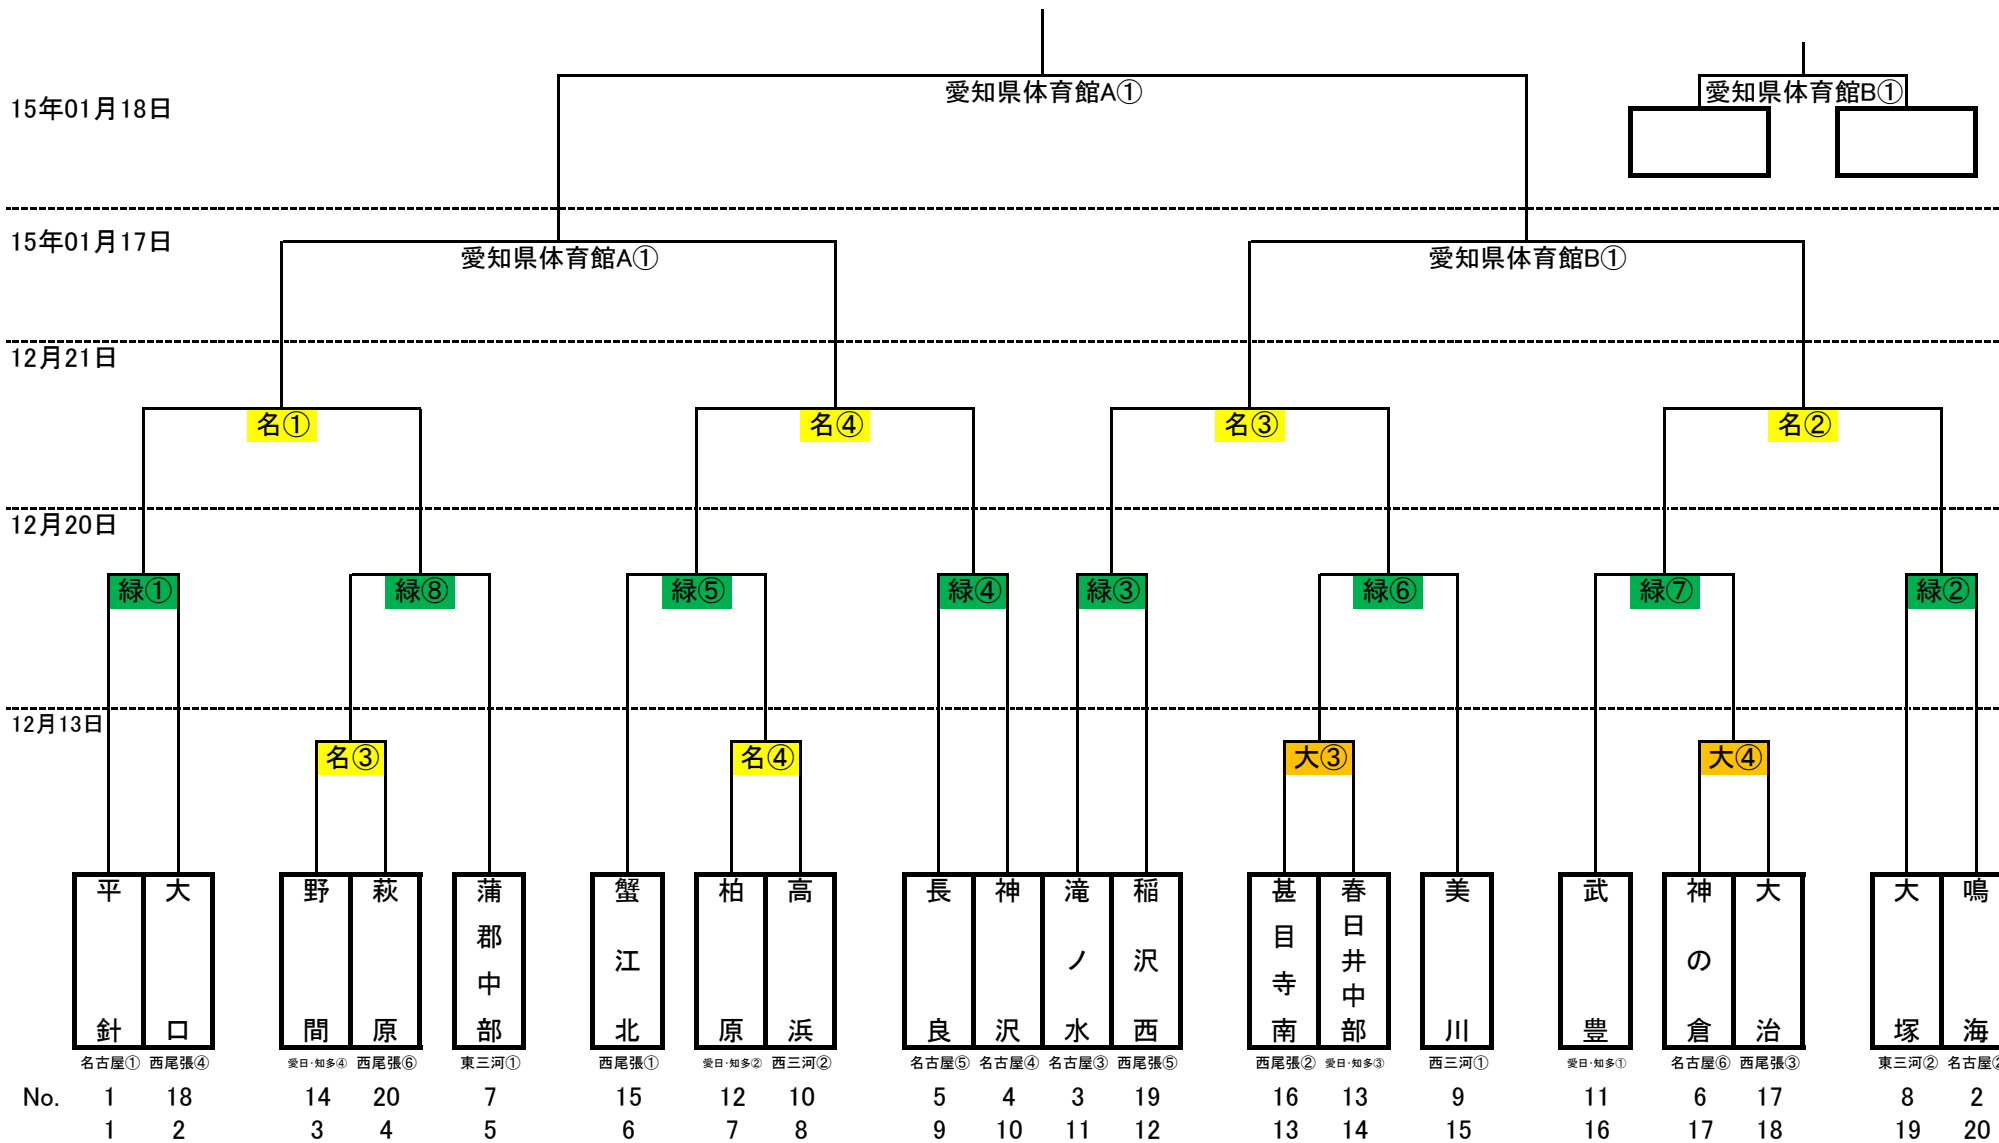 愛知県体育館A①
愛知県体育館B①
15年01月18日
15年01月17日
愛知県体育館A①
愛知県体育館B①
12月21日
名①
名④
名③
名②
12月20日
緑①
緑⑧
緑⑤
緑④
緑③
緑⑥
緑⑦
緑②
12月13日
名③
名④
大③
大④
平針
大口
野間
萩原
蒲郡中部
蟹江北
柏原
高浜
長良
神沢
滝ノ水
稲沢西
甚目寺南
春日井中部
美川
武豊
神の倉
大治
大塚
鳴海
名古屋① 西尾張④ 愛日・知多④ 西尾張⑥ 東三河① 西尾張① 愛日・知多② 西三河② 名古屋⑤ 名古屋④ 名古屋③ 西尾張⑤ 西尾張② 愛日・知多③ 西三河① 愛日・知多① 名古屋⑥ 西尾張③ 東三河② 名古屋②
No. 1 18 14 20 7 15 12 10 5 4 3 19 16 13 9 11 6 17 8 2
1 2 3 4 5 6 7 8 9 10 11 12 13 14 15 16 17 18 19 20